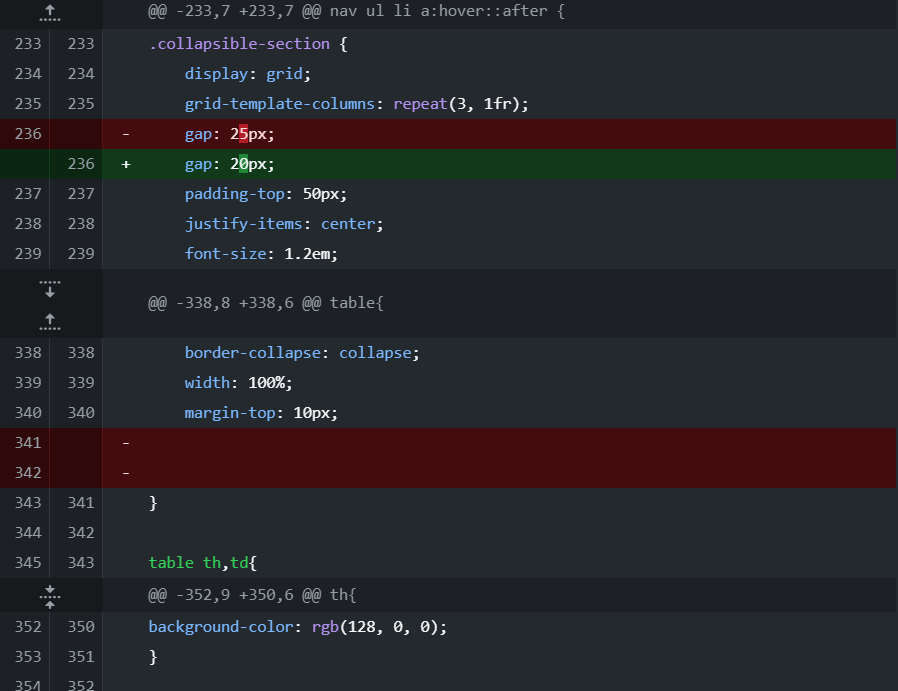 @@ -233,7 +233,7 @@ nav ul li a:hover::after {
233 233 .collapsible-section {
234 234 display: grid;
235 235 grid-template-columns: repeat(3, 1fr);
236 - gap: 25px;
236 + gap: 20px;
237 237 padding-top: 50px;
238 238 justify-items: center;
239 239 font-size: 1.2em;
@@ -338,8 +338,6 @@ table{
338 338 border-collapse: collapse;
339 339 width: 100%;
340 340 margin-top: 10px;
341 -
342 -
343 341 }
344 342
345 343 table th,td{
@@ -352,9 +350,6 @@ th{
352 350 background-color: rgb(128, 0, 0);
353 351 }
354 352